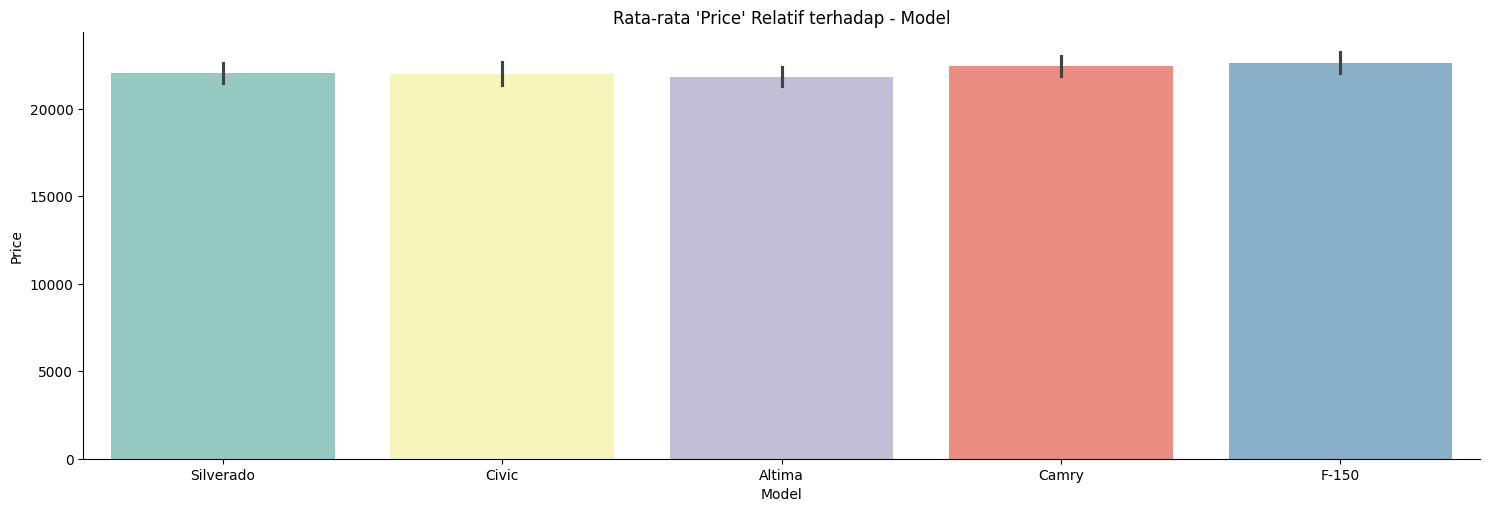 Rata-rata 'Price' Relatif terhadap - Model
Price
20000
15000
10000
5000
0
Silverado
Civic
Altima
Camry
F-150
Model